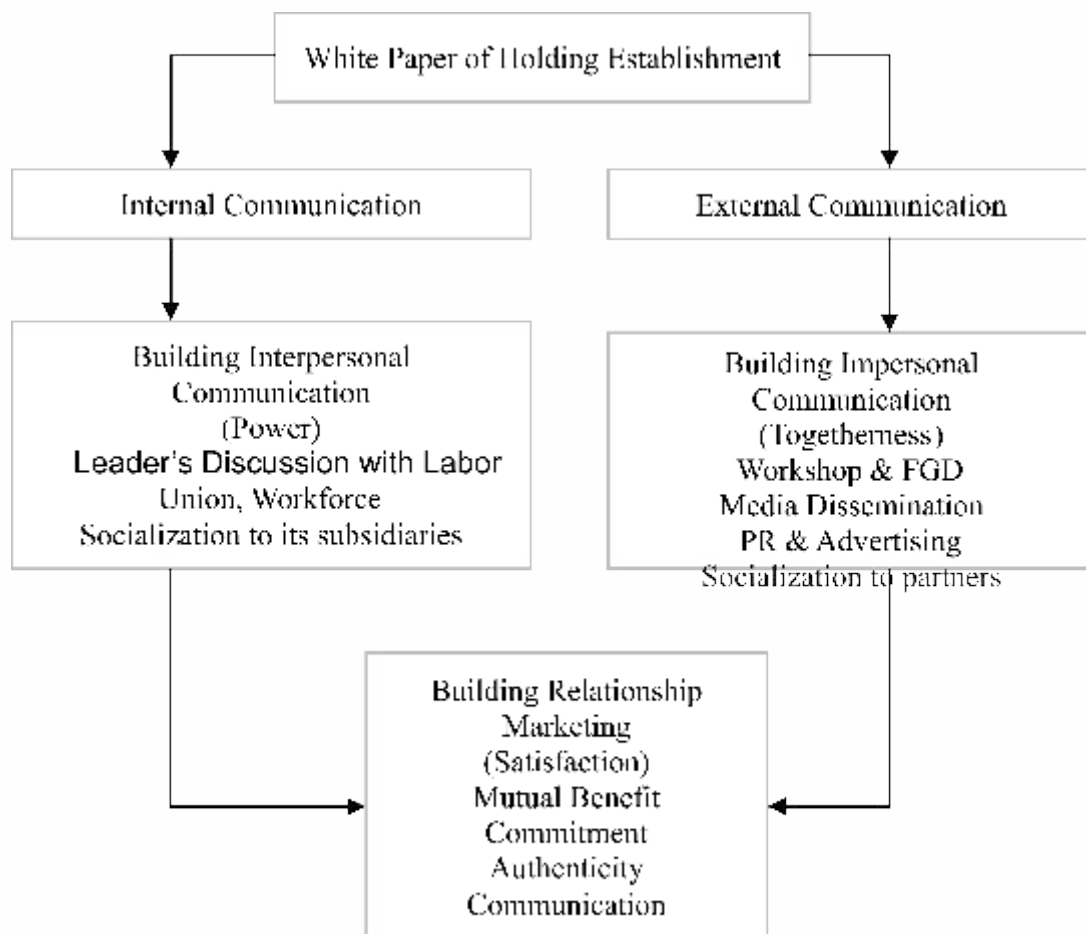 White Paper of Holding Establishment
Internal Communication
External Communication
Building Interpersonal
Communication
(Power)
Leader's Discussion with Labor
Union, Workforce
Socialization to its subsidiaries
Building Impersonal
Communication
(Togetherness)
Workshop & FGD
Media Dissemination
PR & Advertising
Socialization to partners
Building Relationship
Marketing
(Satisfaction)
Mutual Benefit
Commitment
Authenticity
Communication